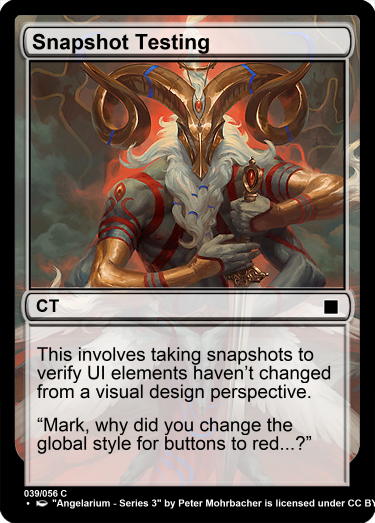 Snapshot Testing
CT
This involves taking snapshots to
verify UI elements haven't changed
from a visual design perspective.
“Mark, why did you change the
global style for buttons to red...?”
039/056 C
• "Angelarium - Series 3" by Peter Mohrbacher is licensed under CC BY